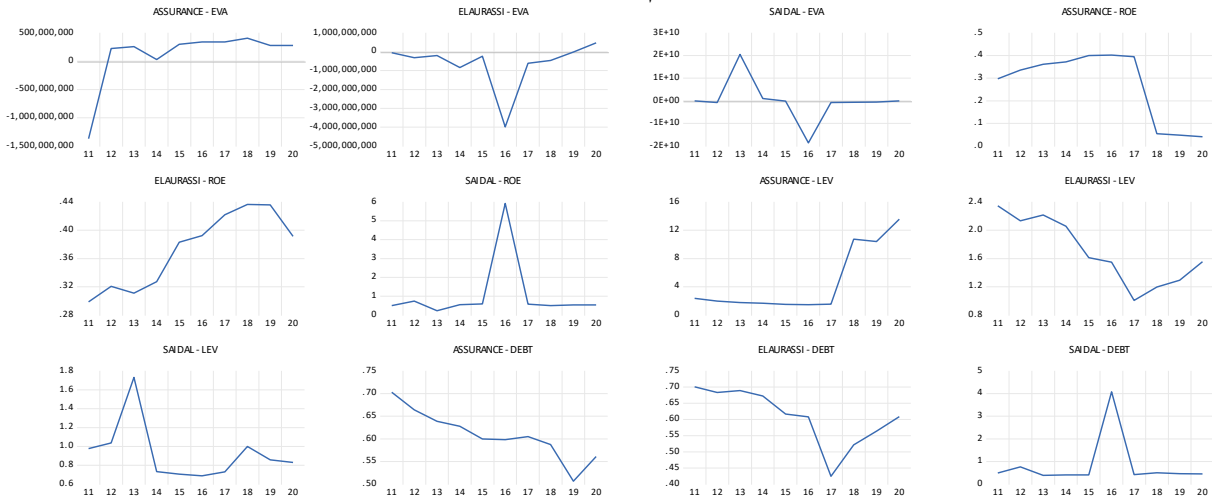 ASSURANCE - EVA
500,000,000
0
-500,000,000
-1,000,000,000
-1,500,000,000
11 12 13 14 15 16 17 18 19 20
ELAURASSI - EVA
1,000,000,000
0
-1,000,000,000
-2,000,000,000
-3,000,000,000
-4,000,000,000
-5,000,000,000
11 12 13 14 15 16 17 18 19 20
SAIDAL - EVA
3E+10
2E+10
1E+10
0E+00
-1E+10
-2E+10
11 12 13 14 15 16 17 18 19 20
ASSURANCE - ROE
.5
.4
.3
.2
.1
.0
11 12 13 14 15 16 17 18 19 20
ELAURASSI - ROE
.44
.40
.36
.32
.28
11 12 13 14 15 16 17 18 19 20
SAIDAL - ROE
6
5
4
3
2
1
0
11 12 13 14 15 16 17 18 19 20
ASSURANCE - LEV
16
12
8
4
0
11 12 13 14 15 16 17 18 19 20
ELAURASSI - LEV
2.4
2.0
1.6
1.2
0.8
11 12 13 14 15 16 17 18 19 20
SAIDAL - LEV
1.8
1.6
1.4
1.2
1.0
0.8
0.6
11 12 13 14 15 16 17 18 19 20
ASSURANCE - DEBT
.75
.70
.65
.60
.55
.50
11 12 13 14 15 16 17 18 19 20
ELAURASSI - DEBT
.75
.70
.65
.60
.55
.50
.45
.40
11 12 13 14 15 16 17 18 19 20
SAIDAL - DEBT
5
4
3
2
1
0
11 12 13 14 15 16 17 18 19 20